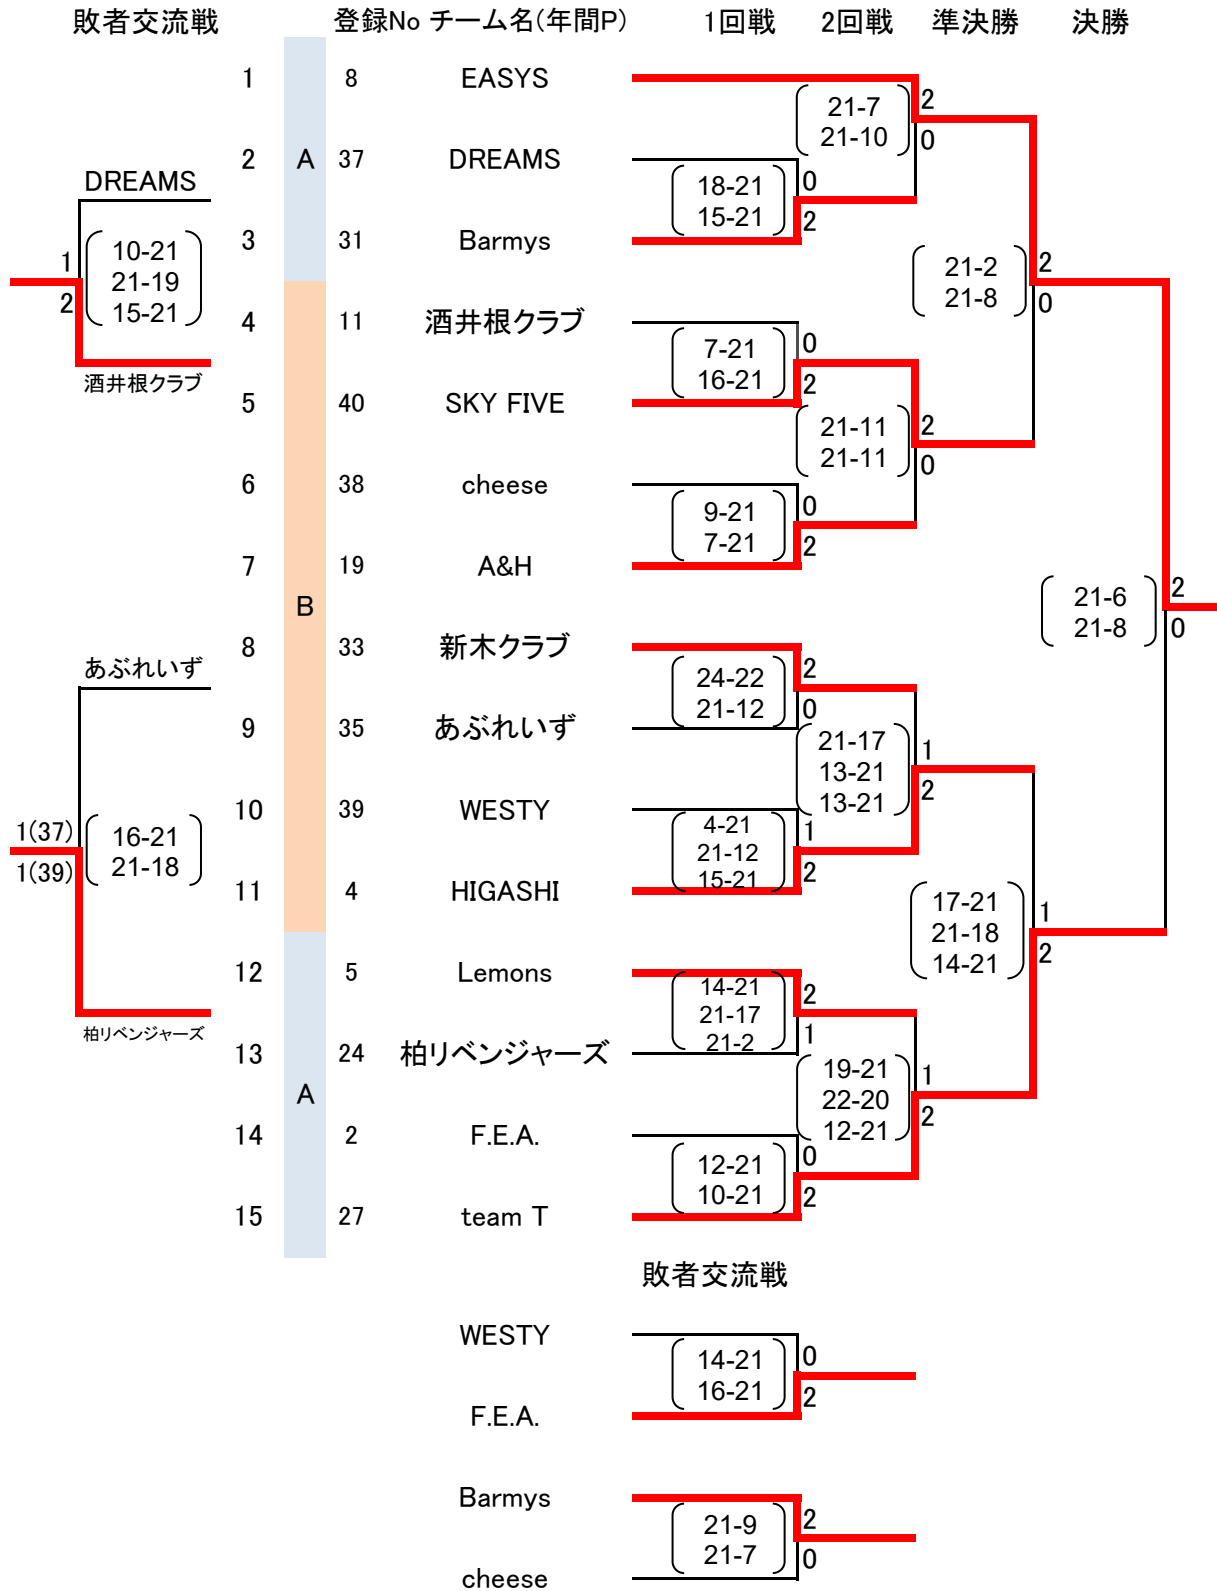 敗者交流戦 登録No チーム名(年間P) 1回戦 2回戦 準決勝 決勝
1 8 EASYS
21-7
21-10
2
0
2 A 37 DREAMS
18-21
15-21
0
2
3 31 Barmys
DREAMS
10-21
21-19
15-21
1
2
酒井根クラブ
21-2
21-8
2
0
4 11 酒井根クラブ
7-21
16-21
0
2
5 40 SKY FIVE
21-11
21-11
2
0
6 38 cheese
9-21
7-21
0
2
7 19 A&H
B
21-6
21-8
2
0
8 33 新木クラブ
24-22
21-12
2
0
9 35 あぶれいず
21-17
13-21
13-21
1
2
10 39 WESTY
4-21
21-12
15-21
1
2
11 4 HIGASHI
あぶれいず
1(37)
1(39)
16-21
21-18
柏リベンジャーズ
17-21
21-18
14-21
1
2
12 5 Lemons
14-21
21-17
21-2
2
1
13 24 柏リベンジャーズ
A
19-21
22-20
12-21
1
2
14 2 F.E.A.
12-21
10-21
0
2
15 27 team T
敗者交流戦
WESTY
14-21
16-21
0
2
F.E.A.
Barmys
21-9
21-7
2
0
cheese